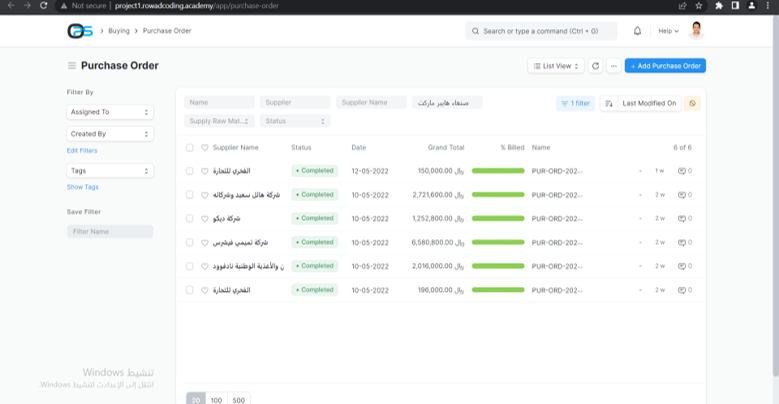 Not secure | project1.rowadcoding.academy/app/purchase-order
Buying > Purchase Order
Search or type a command (Ctrl + G)
Help
Purchase Order
List View
...
+ Add Purchase Order
Filter By
Assigned To
Created By
Edit Filters
Tags
Show Tags
Save Filter
Filter Name
Name Supplier Supplier Name صنعاء هايبر ماركت
1 filter
Last Modified On
Supply Raw Mat... Status
Supplier Name Status Date Grand Total % Billed Name 6 of 6
الفخري للتجارة Completed 12-05-2022 150,000.00 ﷼ PUR-ORD-202... - 1 w 0
شركة هائل سعيد وشركائه Completed 10-05-2022 2,721,600.00 ﷼ PUR-ORD-202... - 2 w 0
شركة ديكو Completed 10-05-2022 1,252,800.00 ﷼ PUR-ORD-202... - 2 w 0
شركة تميمي فيشرس Completed 10-05-2022 6,580,800.00 ﷼ PUR-ORD-202... - 2 w 0
ن والأغذية الوطنية نادفوود Completed 10-05-2022 2,016,000.00 ﷼ PUR-ORD-202... - 2 w 0
الفخري للتجارة Completed 10-05-2022 196,000.00 ﷼ PUR-ORD-202... - 2 w 0
تنشيط Windows
انتقل إلى الإعدادات لتنشيط Windows.
20 100 500